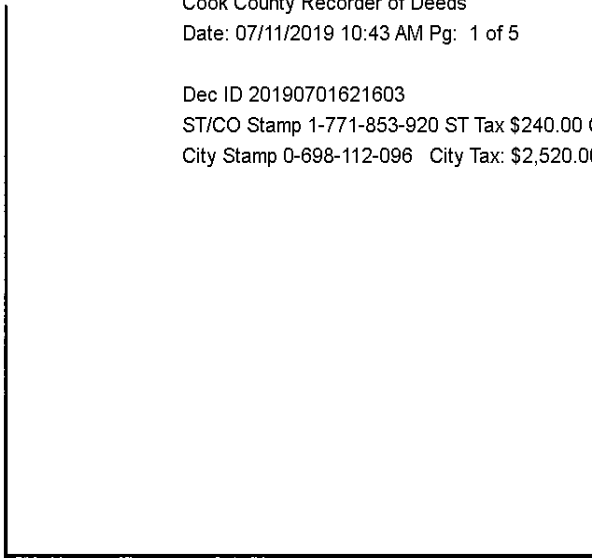 Cook County Recorder of Deeds
Date: 07/11/2019 10:43 AM Pg: 1 of 5
Dec ID 20190701621603
ST/CO Stamp 1-771-853-920 ST Tax $240.00
City Stamp 0-698-112-096 City Tax: $2,520.00